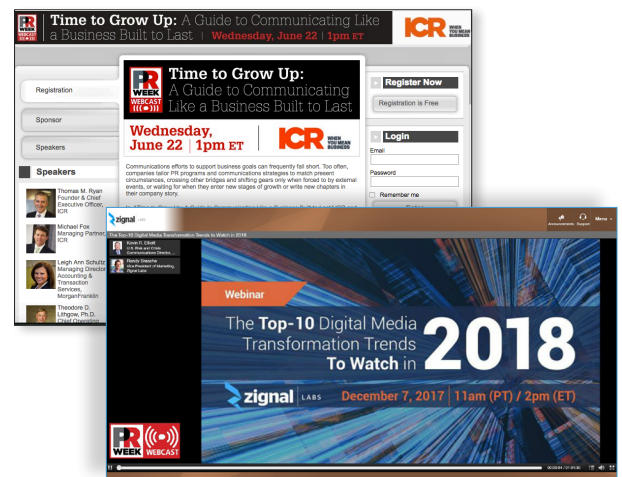 PR
WEEK
WEBCAST
Time to Grow Up: A Guide to Communicating Like
a Business Built to Last | Wednesday, June 22 | 1pm ET
ICR WHEN
YOU MEAN
BUSINESS
Registration
Sponsor
Speakers
Speakers
Thomas M. Ryan
Founder & Chief
Executive Officer,
ICR
Michael Fox
Managing Partner,
ICR
Leigh Ann Schultz
Managing Director
Accounting &
Transaction
Services,
MorganFranklin
Theodore D.
Lithgow, Ph.D.
Chief Operating
PR
WEEK
WEBCAST
Time to Grow Up:
A Guide to Communicating
Like a Business Built to Last
Wednesday,
June 22 | 1pm ET
ICR WHEN
YOU MEAN
BUSINESS
Communications efforts to support business goals can frequently fall short. Too often,
companies tailor PR programs and communications strategies to match present
circumstances, crossing other bridges and shifting gears only when forced to by external
events, or waiting for when they enter new stages of growth or write new chapters in
their company story.
Register Now
Registration is Free
Login
Email
Password
Remember me
zignal LABS
Announcements Support Menu
The Top-10 Digital Media Transformation Trends to Watch in 2018
Kevin R. Elliott
U.S. Risk and Crisis
Communications Director, ...
Vice President of Marketing,
Zignal Labs
Webinar
The Top-10 Digital Media
Transformation Trends
To Watch in 2018
zignal LABS December 7, 2017 | 11am (PT) / 2pm (ET)
PR
WEEK WEBCAST